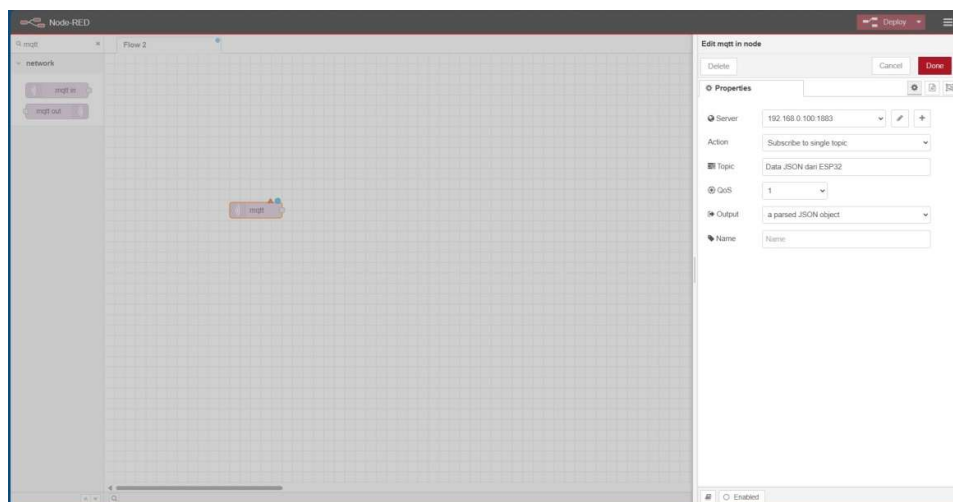 Node-RED
Deploy
mqtt
Flow 2
Edit mqtt in node
network
Delete
Cancel
Done
mqtt in
mqtt out
Properties
Server
192.168.0.100:1883
Action
Subscribe to single topic
Topic
Data JSON dari ESP32
QoS
1
Output
a parsed JSON object
Name
Name
mqtt
Enabled